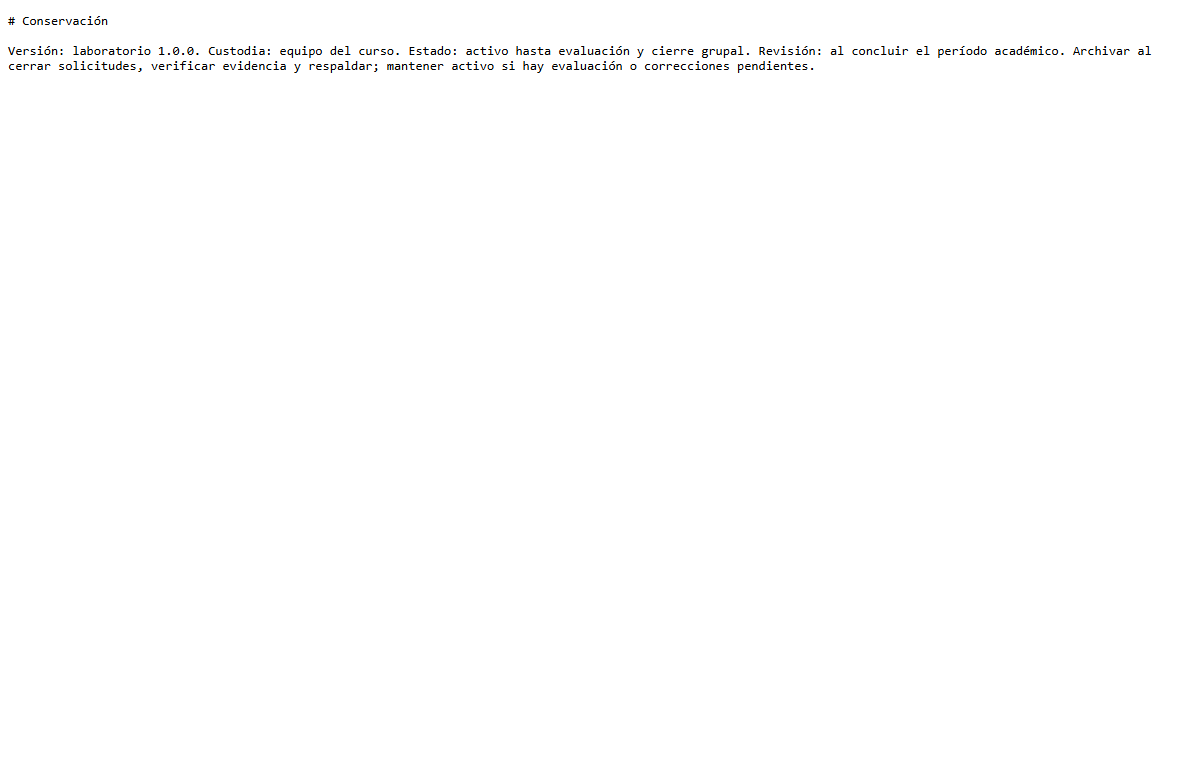 # Conservación
Versión: laboratorio 1.0.0. Custodia: equipo del curso. Estado: activo hasta evaluación y cierre grupal. Revisión: al concluir el período académico. Archivar al
cerrar solicitudes, verificar evidencia y respaldar; mantener activo si hay evaluación o correcciones pendientes.